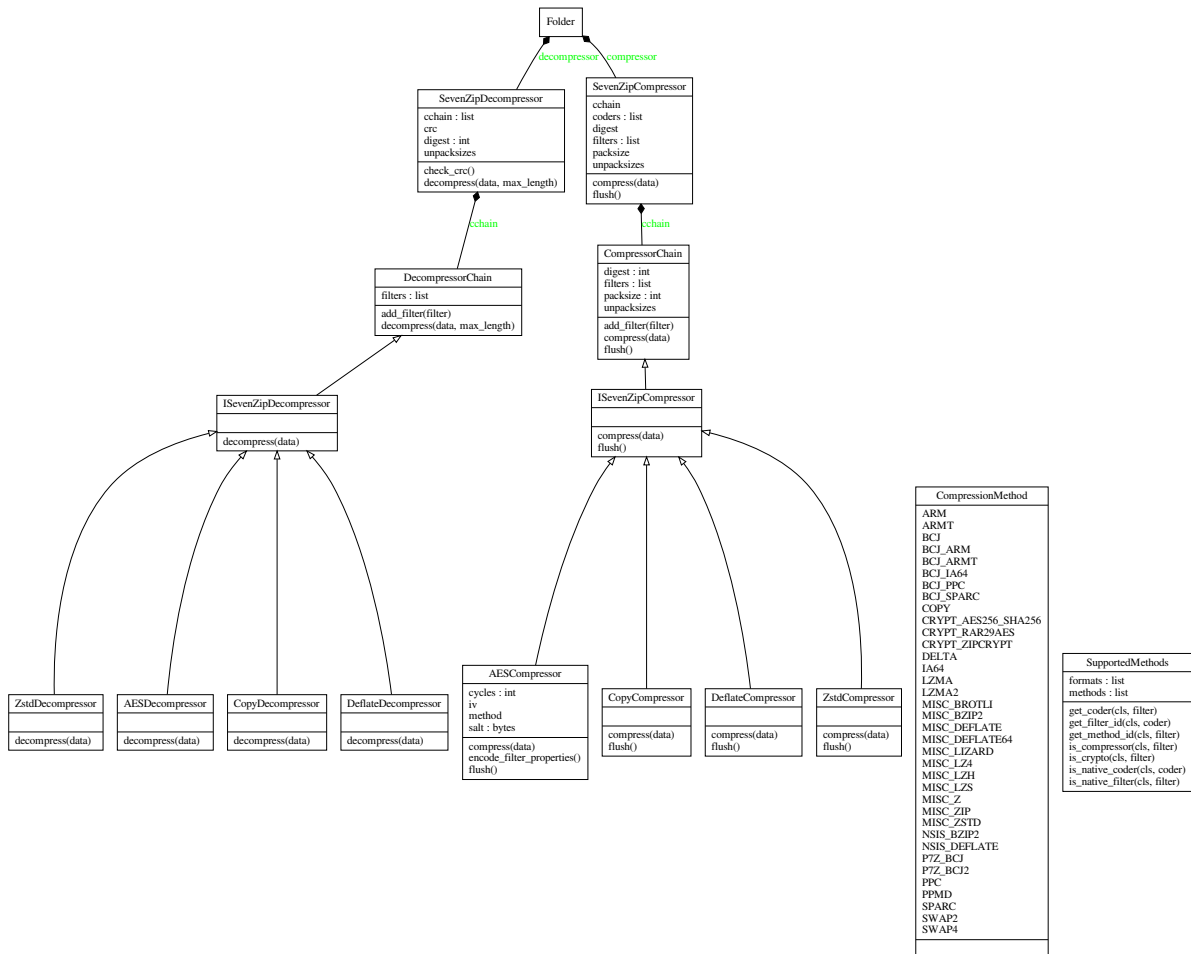 Folder
decompressor
compressor
SevenZipDecompressor
cchain : list
crc
digest : int
unpacksizes
check_crc()
decompress(data, max_length)
SevenZipCompressor
cchain
coders : list
digest
filters : list
packsize
unpacksizes
compress(data)
flush()
cchain
cchain
DecompressorChain
filters : list
add_filter(filter)
decompress(data, max_length)
CompressorChain
digest : int
filters : list
packsize : int
unpacksizes
add_filter(filter)
compress(data)
flush()
ISevenZipDecompressor
decompress(data)
ISevenZipCompressor
compress(data)
flush()
ZstdDecompressor
decompress(data)
AESDecompressor
decompress(data)
CopyDecompressor
decompress(data)
DeflateDecompressor
decompress(data)
AESCompressor
cycles : int
iv
method
salt : bytes
compress(data)
encode_filter_properties()
flush()
CopyCompressor
compress(data)
flush()
DeflateCompressor
compress(data)
flush()
ZstdCompressor
compress(data)
flush()
CompressionMethod
ARM
ARMT
BCJ
BCJ_ARM
BCJ_ARMT
BCJ_IA64
BCJ_PPC
BCJ_SPARC
COPY
CRYPT_AES256_SHA256
CRYPT_RAR29AES
CRYPT_ZIPCRYPT
DELTA
IA64
LZMA
LZMA2
MISC_BROTLI
MISC_BZIP2
MISC_DEFLATE
MISC_DEFLATE64
MISC_LIZARD
MISC_LZ4
MISC_LZH
MISC_LZS
MISC_Z
MISC_ZIP
MISC_ZSTD
NSIS_BZIP2
NSIS_DEFLATE
P7Z_BCJ
P7Z_BCJ2
PPC
PPMD
SPARC
SWAP2
SWAP4
SupportedMethods
formats : list
methods : list
get_coder(cls, filter)
get_filter_id(cls, coder)
get_method_id(cls, filter)
is_compressor(cls, filter)
is_crypto(cls, filter)
is_native_coder(cls, coder)
is_native_filter(cls, filter)